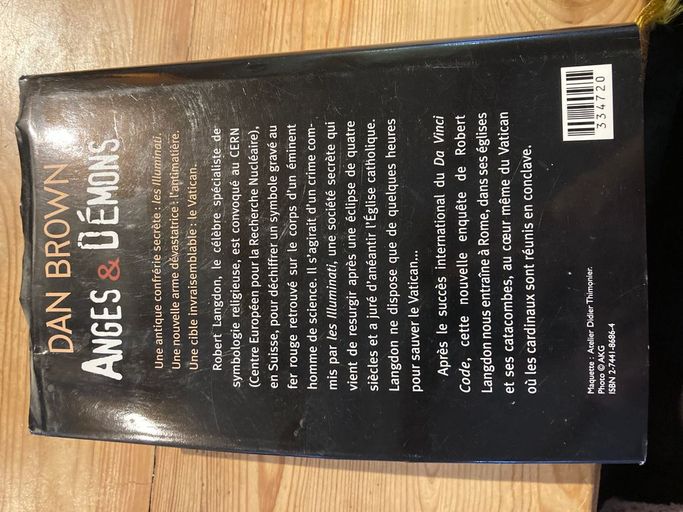 DAN BROWN
ANGES & DÉMONS
Une antique confrérie secrète : les Illuminati.
Une nouvelle arme dévastatrice : l'antimatière.
Une cible invraisemblable : le Vatican.
Robert Langdon, le célèbre spécialiste de
symbologie religieuse, est convoqué au CERN
(Centre Européen pour la Recherche Nucléaire),
en Suisse, pour déchiffrer un symbole gravé au
fer rouge retrouvé sur le corps d'un éminent
homme de science. Il s'agirait d'un crime com-
mis par les Illuminati, une société secrète qui
vient de resurgir après une éclipse de quatre
siècles et a juré d'anéantir l'Église catholique.
Langdon ne dispose que de quelques heures
pour sauver le Vatican...
Après le succès international du Da Vinci
Code, cette nouvelle enquête de Robert
Langdon nous entraîne à Rome, dans ses églises
et ses catacombes, au cœur même du Vatican
où les cardinaux sont réunis en conclave.
Maquette : Atelier Didier Thimonier.
Photo © AKG
ISBN 2-7441-8686-4
334720